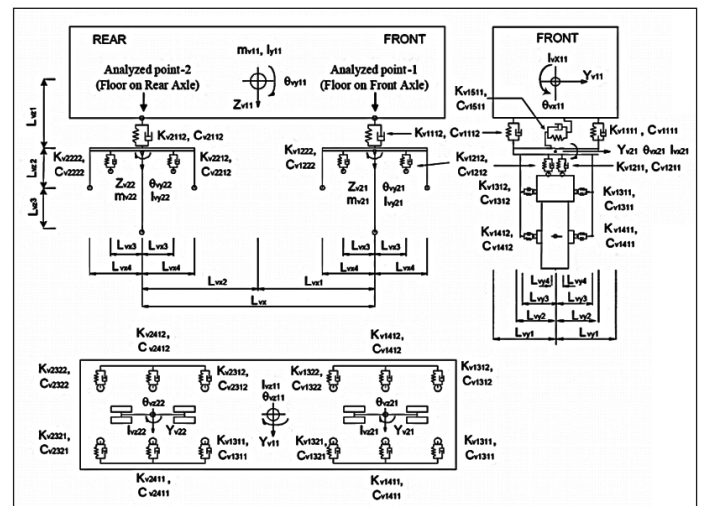 REAR
FRONT
mv11, Iy11
θvy11
Zv11
Analyzed point-2
(Floor on Rear Axle)
Analyzed point-1
(Floor on Front Axle)
FRONT
IvX11
Yv11
θvx11
Kv1511,
Cv1511
Lvz1
Kv2112, Cv2112
Kv1112, Cv1112
Kv1111, Cv1111
Lvz2
Kv2222,
Cv2222
Kv2212,
Cv2212
Kv1222,
Cv1222
Kv1212,
Cv1212
Yv21 θvx21 Ivx21
Kv1211, Cv1211
Zv22
mv22
θvy22
Ivy22
Zv21
mv21
θvy21
Ivy21
Kv1312,
Cv1312
Kv1311,
Cv1311
Lvz3
Kv1412,
Cv1412
Kv1411,
Cv1411
Lvx3 Lvx3
Lvx3 Lvx3
Lvx4 Lvx4
Lvx4 Lvx4
Lvx2 Lvx1
Lvx
Lvy4 Lvy4
Lvy3 Lvy3
Lvy2 Lvy2
Lvy1 Lvy1
Kv2412,
Cv2412
Kv1412,
Cv1412
Kv2322,
Cv2322
Kv2312,
Cv2312
Kv1322,
Cv1322
Kv1312,
Cv1312
Ivz11
θvz11
Yv11
θvz22
Ivz22 Yv22
θvz21
Ivz21 Yv21
Kv2321,
Cv2321
Kv1311,
Cv1311
Kv1321,
Cv1321
Kv1311,
Cv1311
Kv2411,
Cv2411
Kv1411,
Cv1411